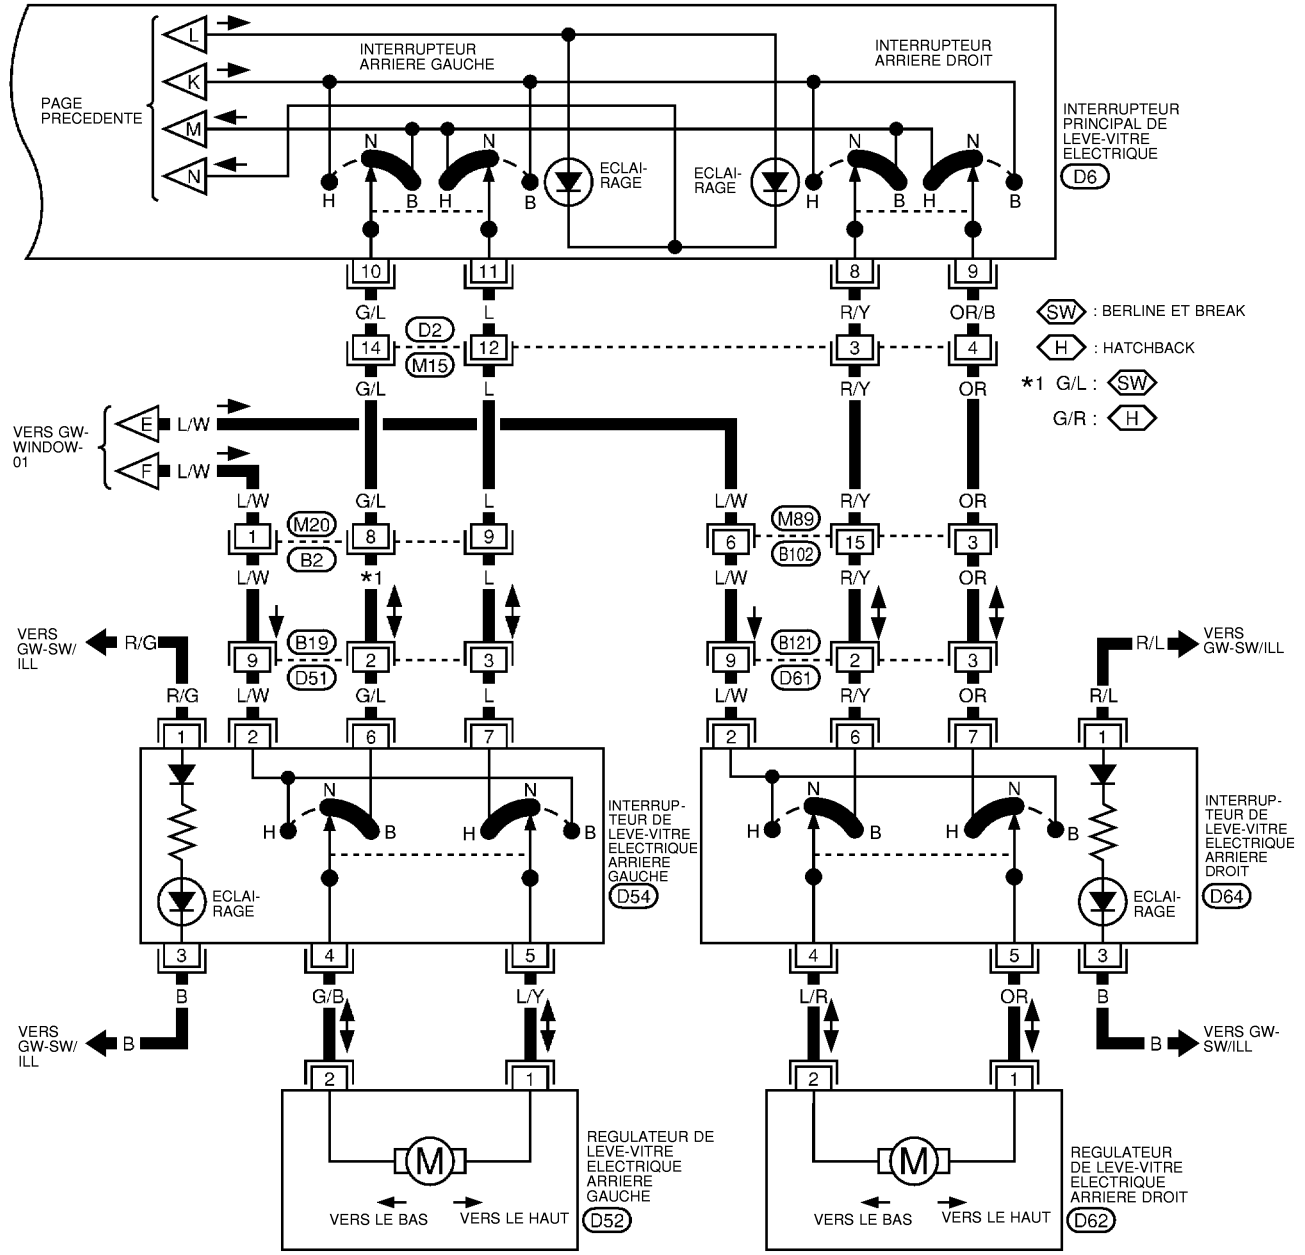 L
K
M
N
PAGE
PRECEDENTE
INTERRUPTEUR
ARRIERE GAUCHE
INTERRUPTEUR
ARRIERE DROIT
N N N N
ECLAI-
RAGE
ECLAI-
RAGE
H B H B H B H B
INTERRUPTEUR
PRINCIPAL DE
LEVE-VITRE
ELECTRIQUE
D6
10 11 8 9
G/L L R/Y OR/B
D2
14 12 3 4
M15
G/L L R/Y OR
SW : BERLINE ET BREAK
H : HATCHBACK
*1 G/L : SW
G/R : H
VERS GW-
WINDOW-
01
E L/W
F L/W
L/W G/L L L/W R/Y OR
M20 M89
1 8 9 6 15 3
B2 B102
L/W *1 L L/W R/Y OR
B19 B121
9 2 3 9 2 3
D51 D61
VERS
GW-SW/
ILL
R/G
R/L
VERS
GW-SW/ILL
R/G L/W G/L L L/W R/Y OR R/L
1 2 6 7 2 6 7 1
N N N N
H B H B H B H B
ECLAI-
RAGE
INTERRUP-
TEUR DE
LEVE-VITRE
ELECTRIQUE
ARRIERE
GAUCHE
D54
ECLAI-
RAGE
INTERRUP-
TEUR DE
LEVE-VITRE
ELECTRIQUE
ARRIERE
DROIT
D64
3 4 5 4 5 3
B G/B L/Y L/R OR B
VERS
GW-SW/
ILL
B
B
VERS GW-
SW/ILL
2 1 2 1
M
VERS LE BAS VERS LE HAUT
REGULATEUR DE
LEVE-VITRE
ELECTRIQUE
ARRIERE
GAUCHE
D52
M
VERS LE BAS VERS LE HAUT
REGULATEUR
DE LEVE-VITRE
ELECTRIQUE
ARRIERE DROIT
D62